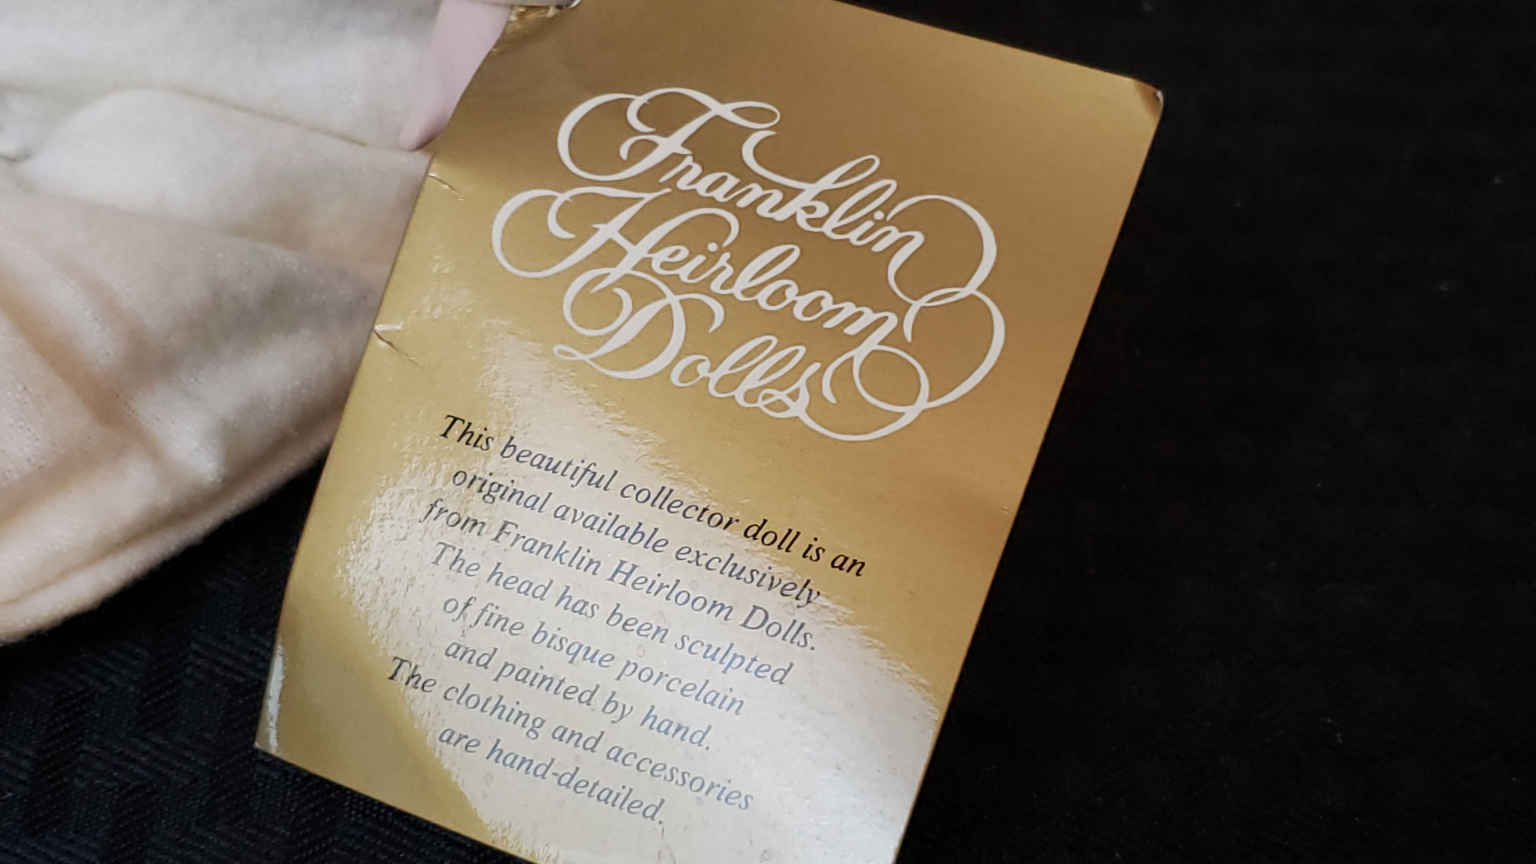 Franklin
Heirloom
Dolls
This beautiful collector doll is an
original available exclusively
from Franklin Heirloom Dolls.
The head has been sculpted
of fine bisque porcelain
and painted by hand.
The clothing and accessories
are hand-detailed.